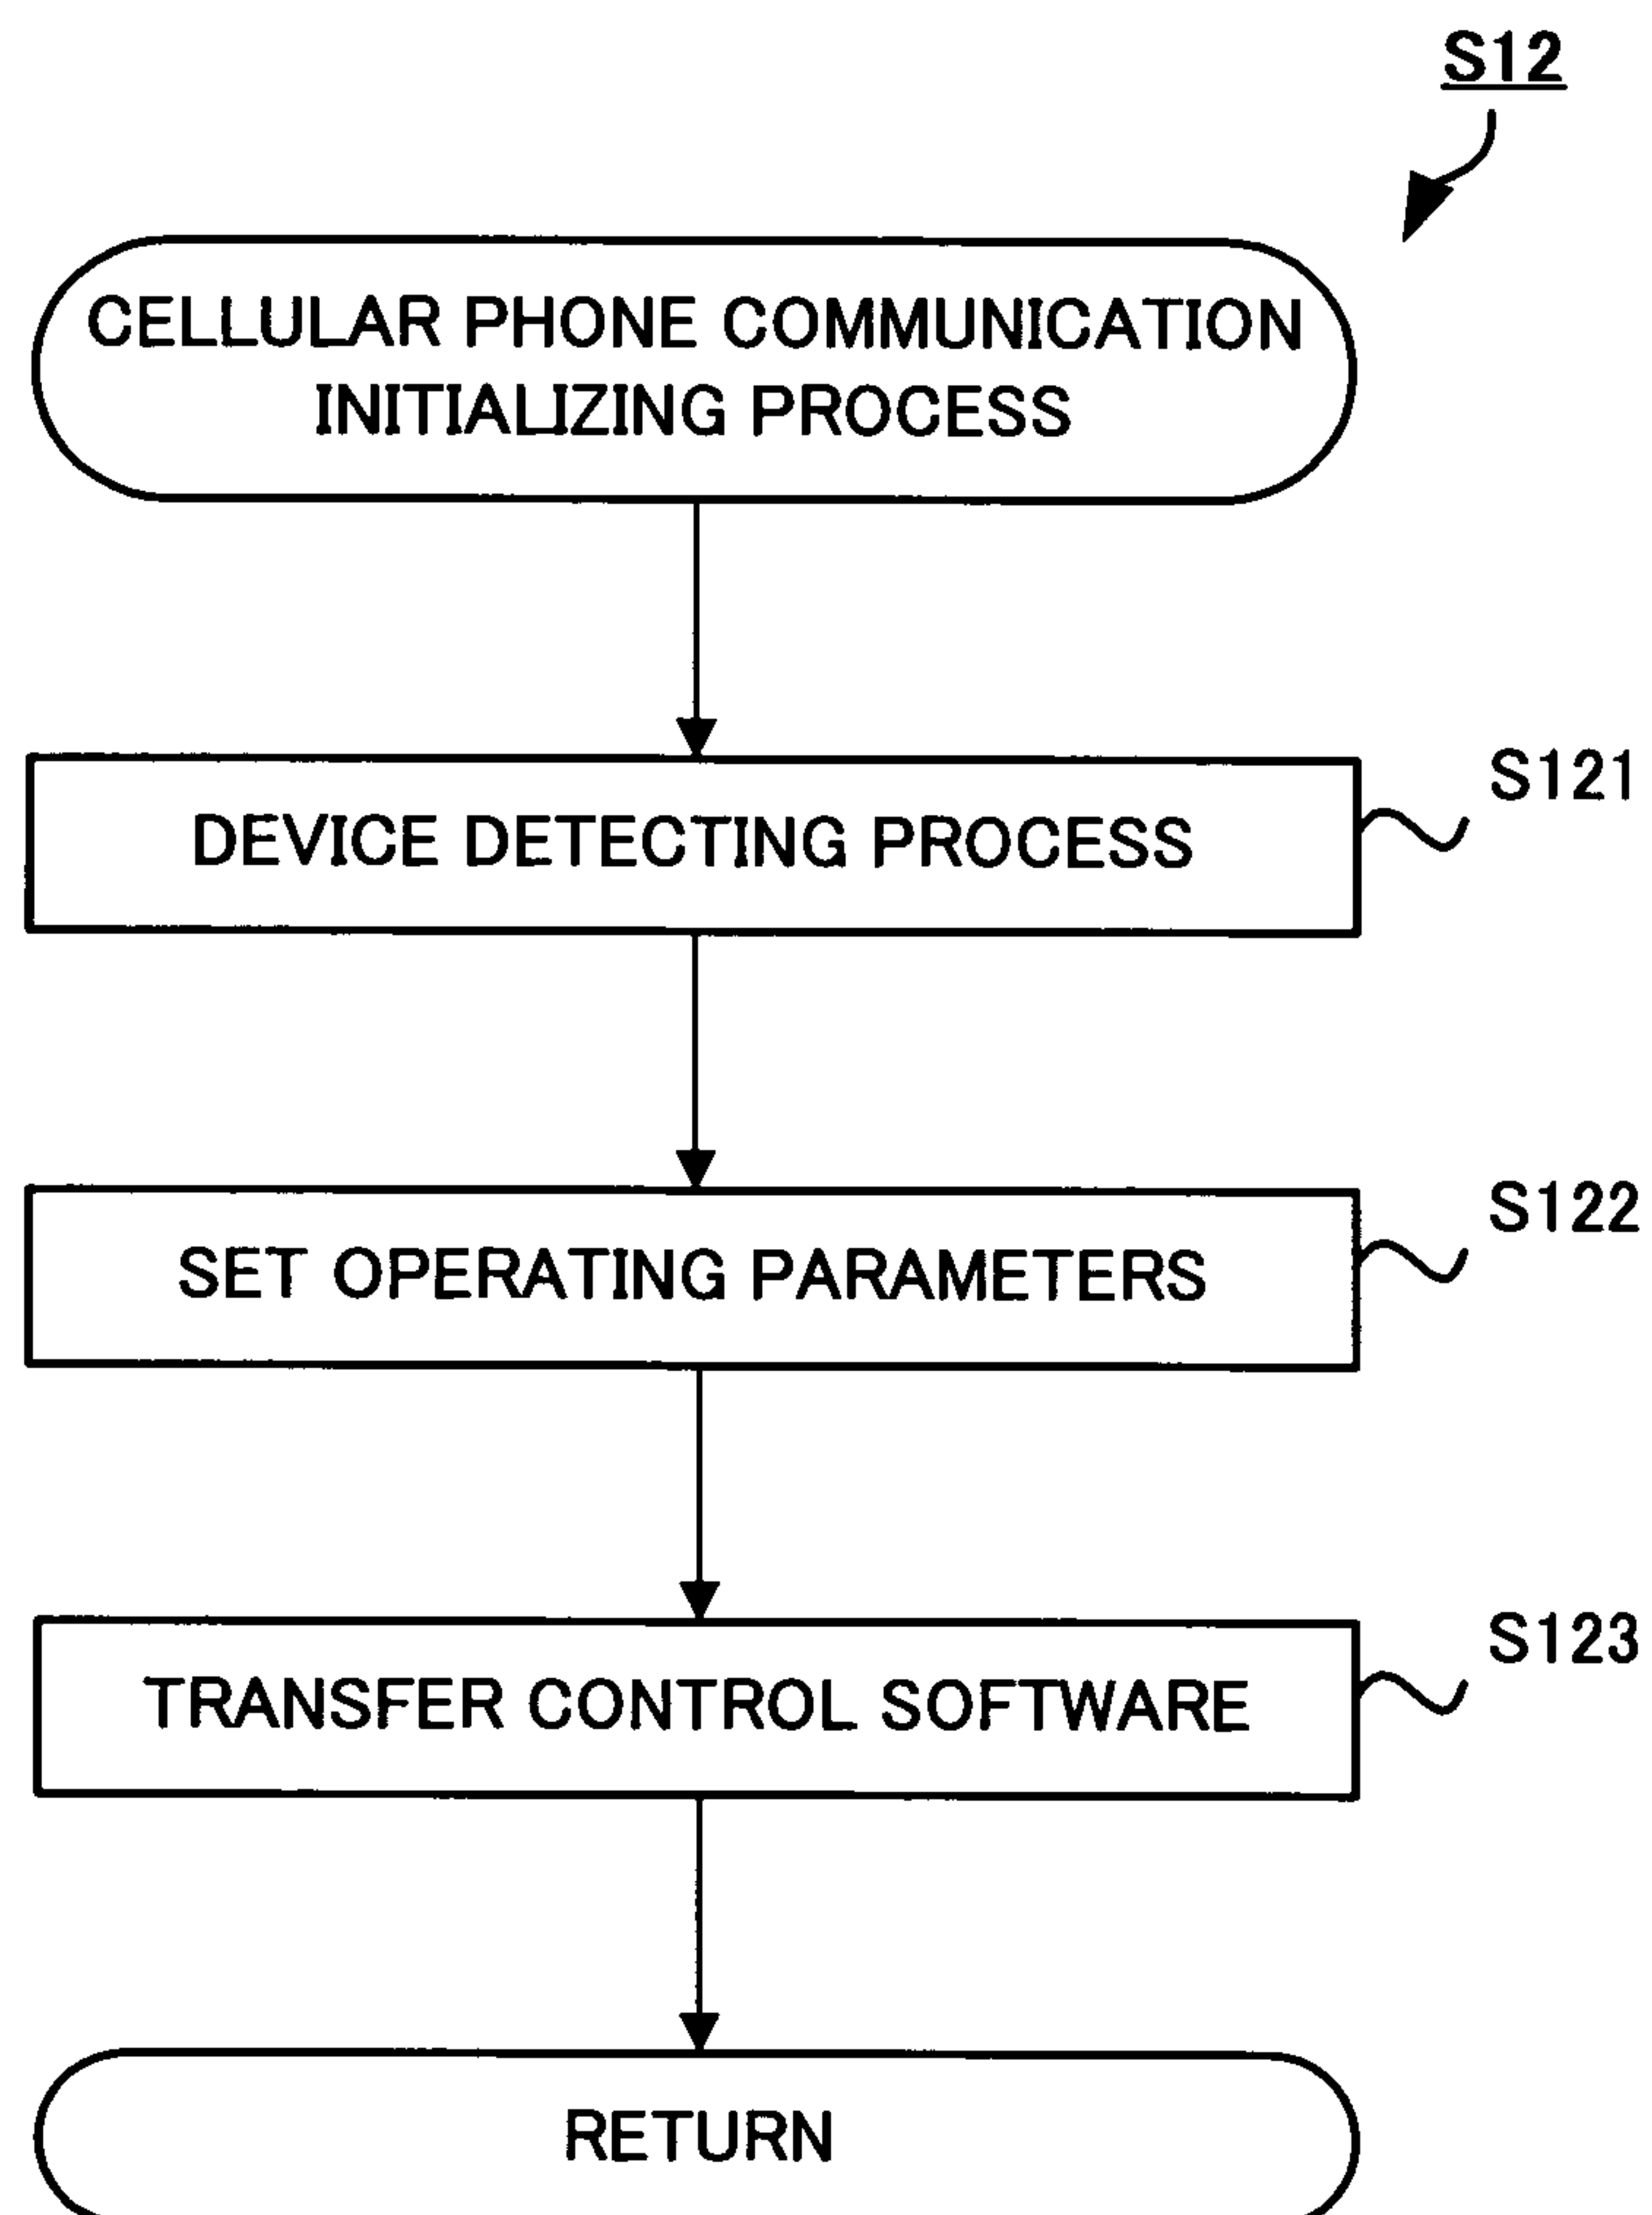 S12
CELLULAR PHONE COMMUNICATION
INITIALIZING PROCESS
S121
DEVICE DETECTING PROCESS
S122
SET OPERATING PARAMETERS
S123
TRANSFER CONTROL SOFTWARE
RETURN